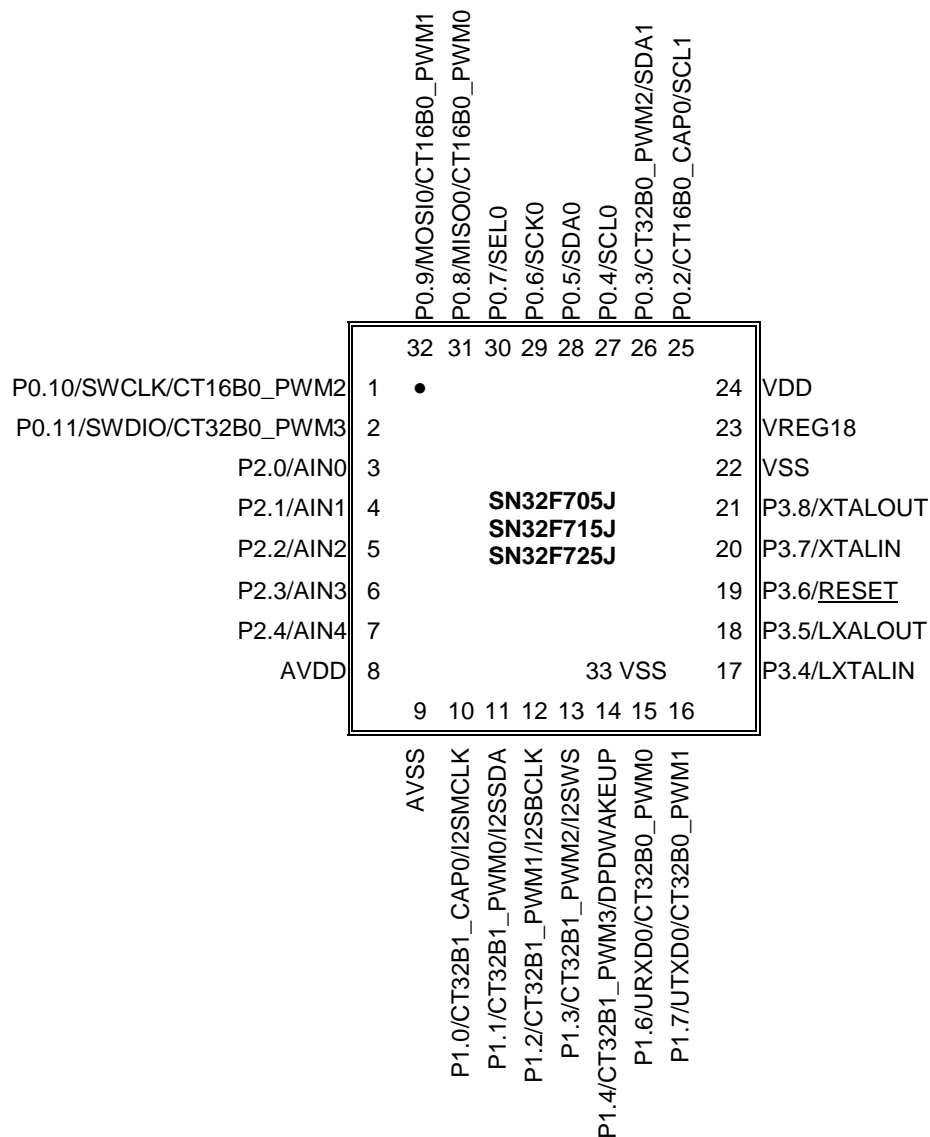 P0.9/MOSI0/CT16B0_PWM1
P0.8/MISO0/CT16B0_PWM0
P0.7/SEL0
P0.6/SCK0
P0.5/SDA0
P0.4/SCL0
P0.3/CT32B0_PWM2/SDA1
P0.2/CT16B0_CAP0/SCL1
32 31 30 29 28 27 26 25
P0.10/SWCLK/CT16B0_PWM2 1 ● 24 VDD
P0.11/SWDIO/CT32B0_PWM3 2 23 VREG18
P2.0/AIN0 3 22 VSS
P2.1/AIN1 4 SN32F705J 21 P3.8/XTALOUT
SN32F715J
P2.2/AIN2 5 SN32F725J 20 P3.7/XTALIN
P2.3/AIN3 6 19 P3.6/RESET
P2.4/AIN4 7 18 P3.5/LXALOUT
AVDD 8 33 VSS 17 P3.4/LXTALIN
9 10 11 12 13 14 15 16
AVSS
P1.0/CT32B1_CAP0/I2SMCLK
P1.1/CT32B1_PWM0/I2SSDA
P1.2/CT32B1_PWM1/I2SBCLK
P1.3/CT32B1_PWM2/I2SWS
P1.4/CT32B1_PWM3/DPDWAKEUP
P1.6/URXD0/CT32B0_PWM0
P1.7/UTXD0/CT32B0_PWM1